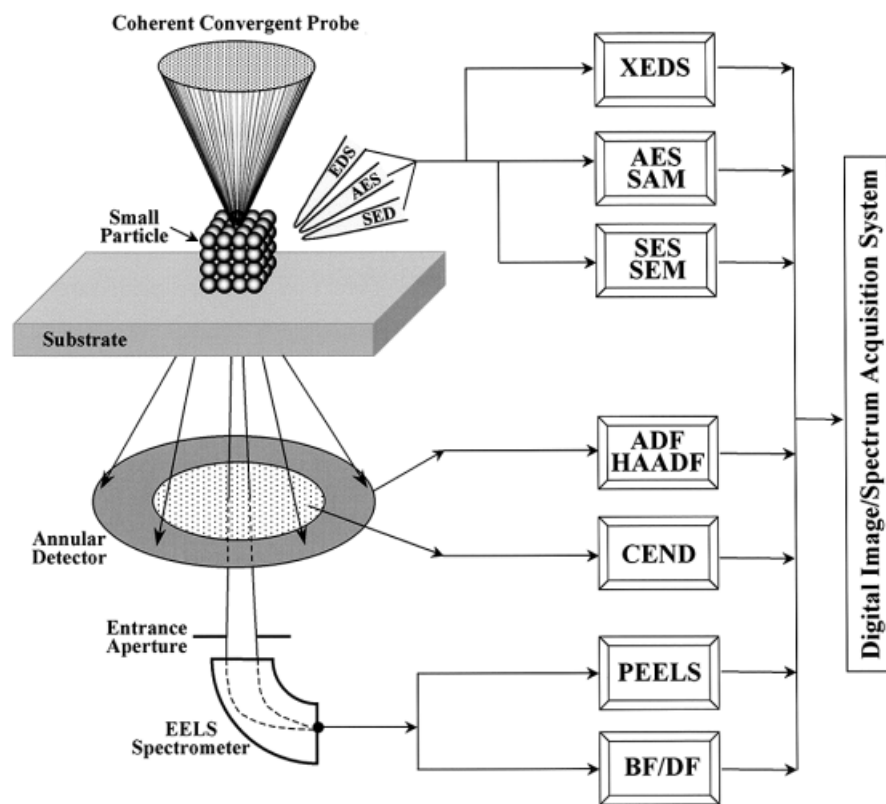 Coherent Convergent Probe
EDS
AES
SED
Small
Particle
Substrate
Annular
Detector
Entrance
Aperture
EELS
Spectrometer
XEDS
AES
SAM
SES
SEM
ADF
HAADF
CEND
PEELS
BF/DF
Digital Image/Spectrum Acquisition System